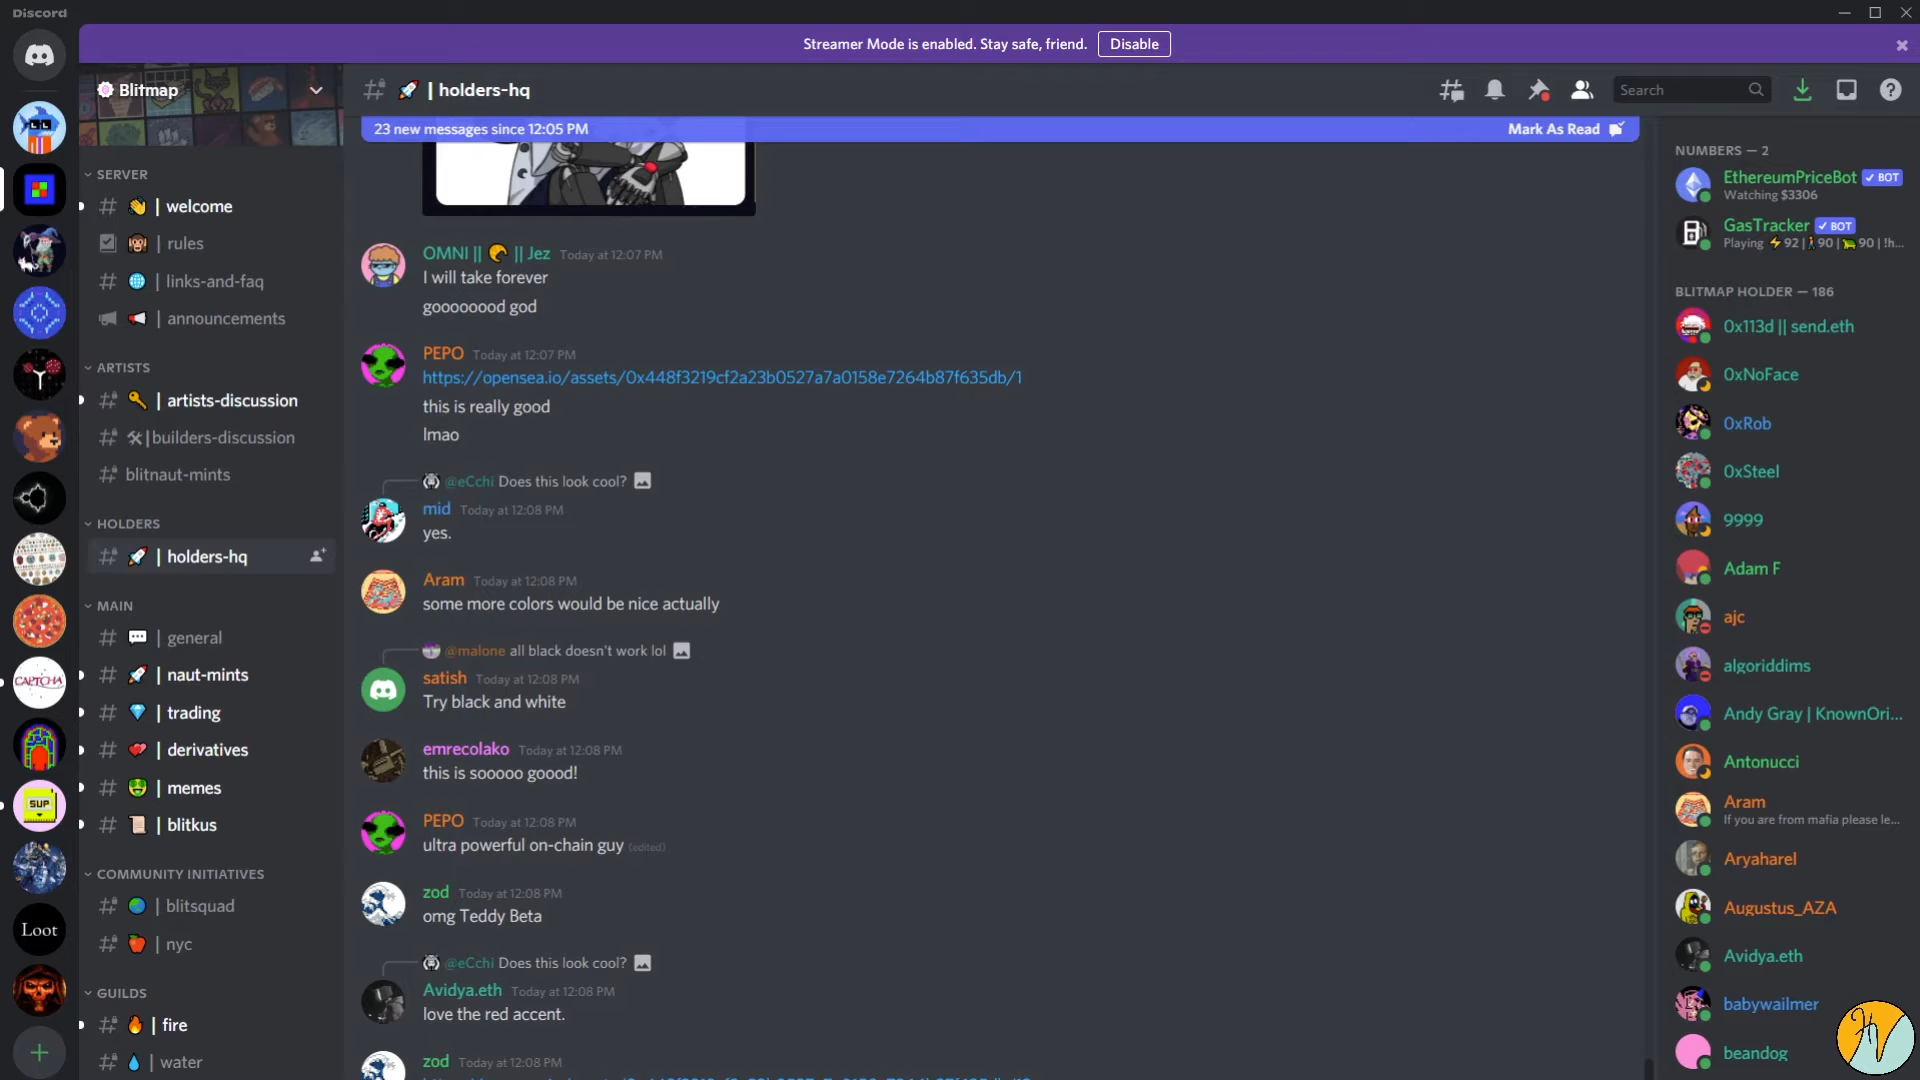 Discord
Streamer Mode is enabled. Stay safe, friend.
Disable
Blitmap
| holders-hq
Search
23 new messages since 12:05 PM
Mark As Read
SERVER
| welcome
| rules
| links-and-faq
| announcements
ARTISTS
| artists-discussion
|builders-discussion
blitnaut-mints
HOLDERS
| holders-hq
MAIN
| general
| naut-mints
| trading
| derivatives
| memes
| blitkus
COMMUNITY INITIATIVES
| blitsquad
| nyc
GUILDS
| fire
| water
CAPTCHA
SUP
Loot
OMNI || || Jez Today at 12:07 PM
I will take forever
goooooood god
PEPO Today at 12:07 PM
https://opensea.io/assets/0x448f3219cf2a23b0527a7a0158e7264b87f635db/1
this is really good
lmao
@eCchi Does this look cool?
mid Today at 12:08 PM
yes.
Aram Today at 12:08 PM
some more colors would be nice actually
@malone all black doesn't work lol
satish Today at 12:08 PM
Try black and white
emrecolako Today at 12:08 PM
this is sooooo goood!
PEPO Today at 12:08 PM
ultra powerful on-chain guy (edited)
zod Today at 12:08 PM
omg Teddy Beta
@eCchi Does this look cool?
Avidya.eth Today at 12:08 PM
love the red accent.
zod Today at 12:08 PM
NUMBERS — 2
EthereumPriceBot ✓ BOT
Watching $3306
GasTracker ✓ BOT
Playing ⚡92 |🚶90 |🐢90 | !h...
BLITMAP HOLDER — 186
0x113d || send.eth
0xNoFace
0xRob
0xSteel
9999
Adam F
ajc
algoriddims
Andy Gray | KnownOri...
Antonucci
Aram
If you are from mafia please le...
Aryaharel
Augustus_AZA
Avidya.eth
babywailmer
beandog